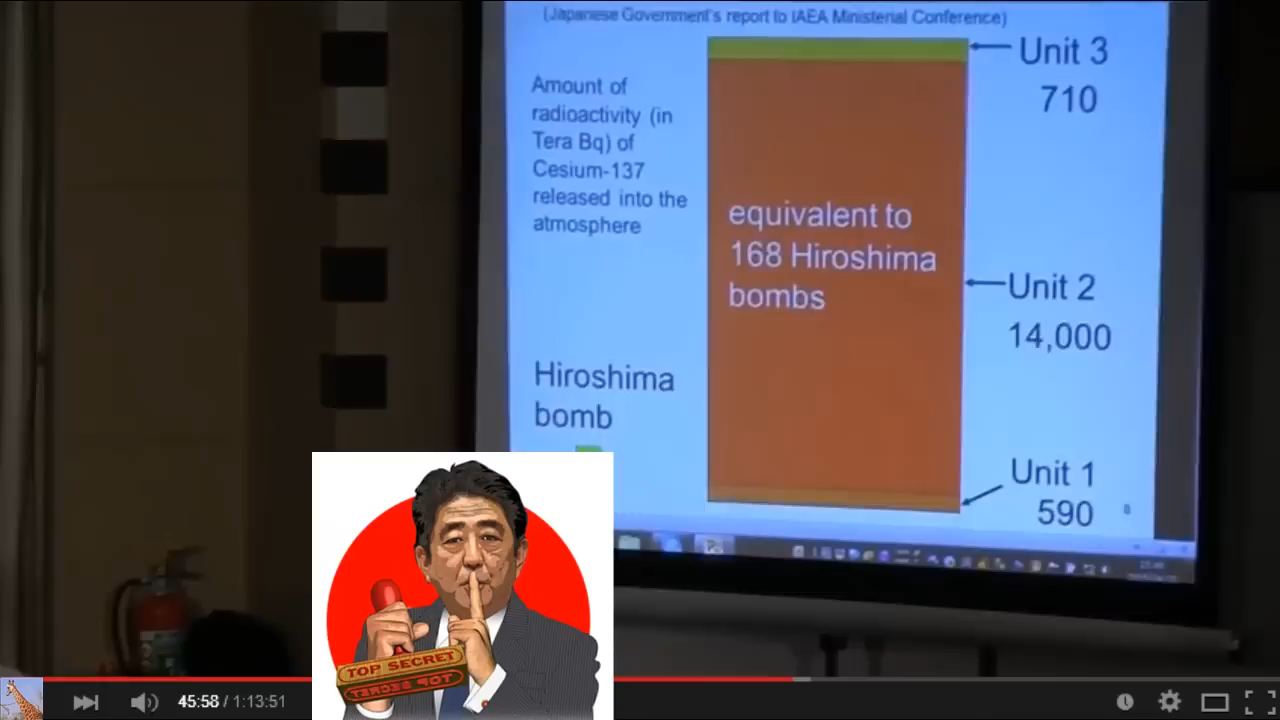 (Japanese Government's report to IAEA Ministerial Conference)
Unit 3
710
Amount of
radioactivity (in
Tera Bq) of
Cesium-137
released into the
atmosphere
equivalent to
168 Hiroshima
bombs
Unit 2
14,000
Hiroshima
bomb
Unit 1
590
8
TOP SECRET
TOP SECRET
45:58 / 1:13:51